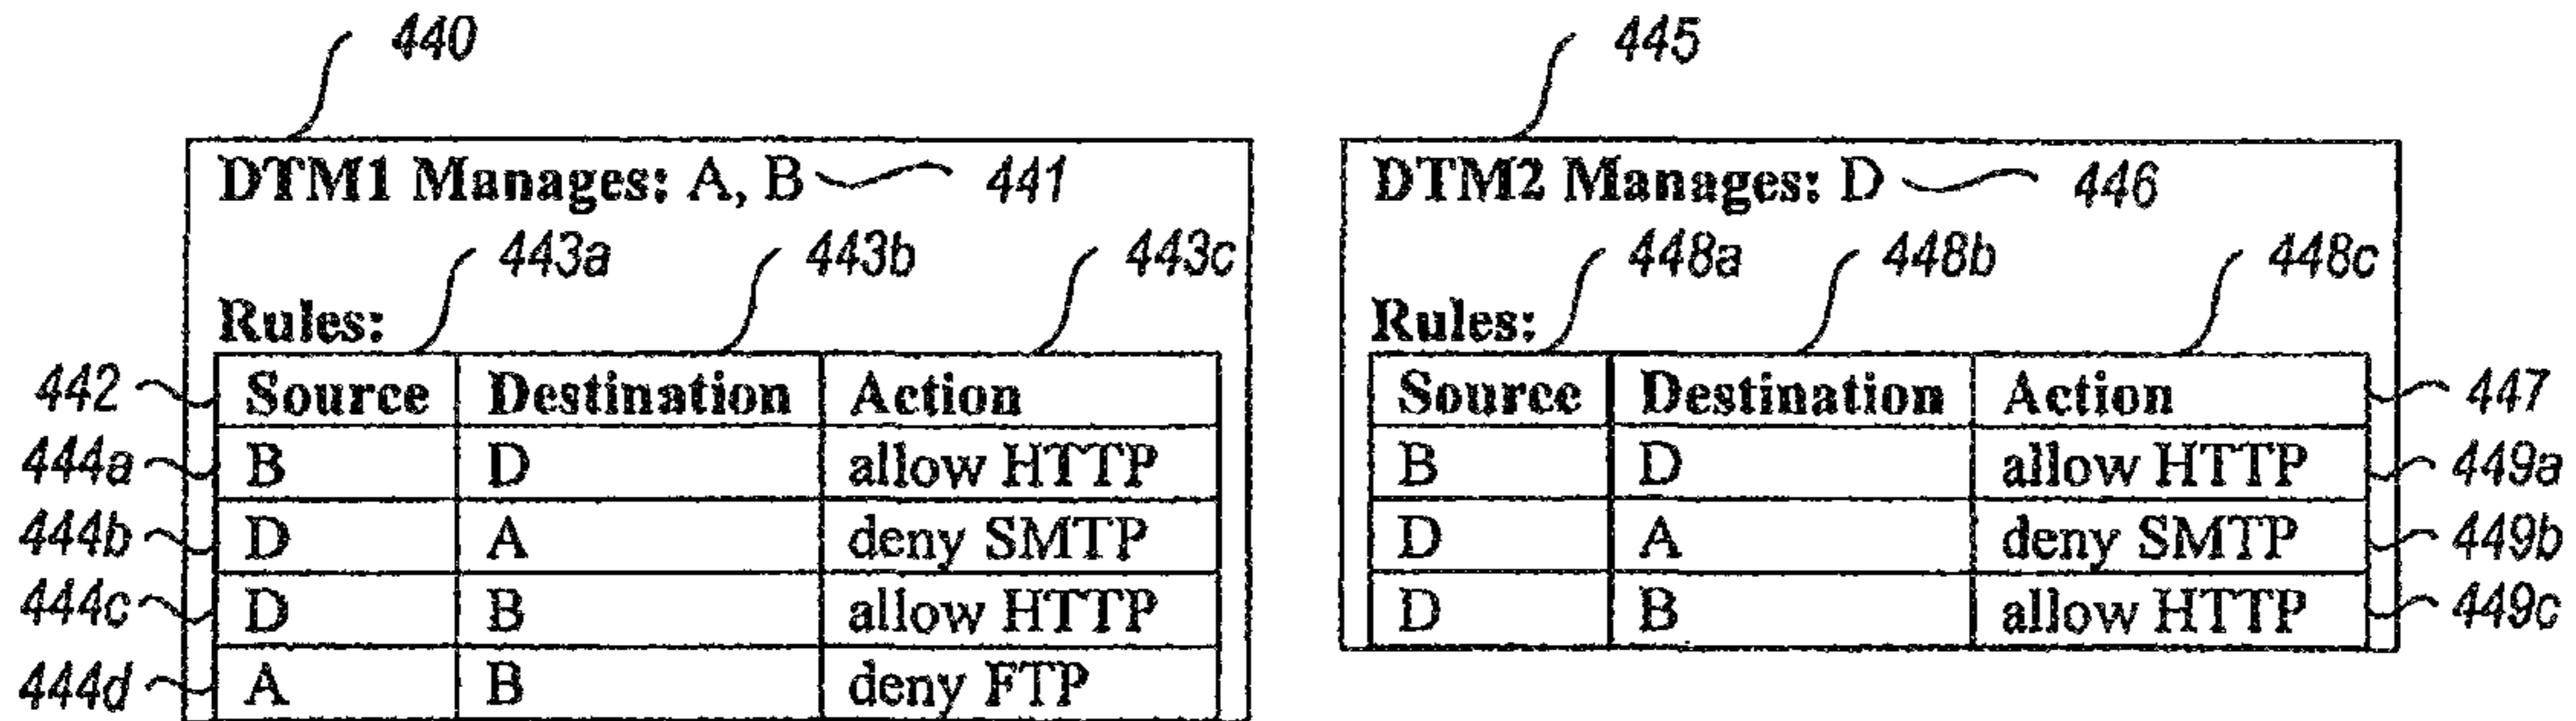 440
DTM1 Manages: A, B 441
443a 443b 443c
Rules:
442 Source Destination Action
444a B D allow HTTP
444b D A deny SMTP
444c D B allow HTTP
444d A B deny FTP
445
DTM2 Manages: D 446
448a 448b 448c
Rules:
Source Destination Action 447
B D allow HTTP 449a
D A deny SMTP 449b
D B allow HTTP 449c